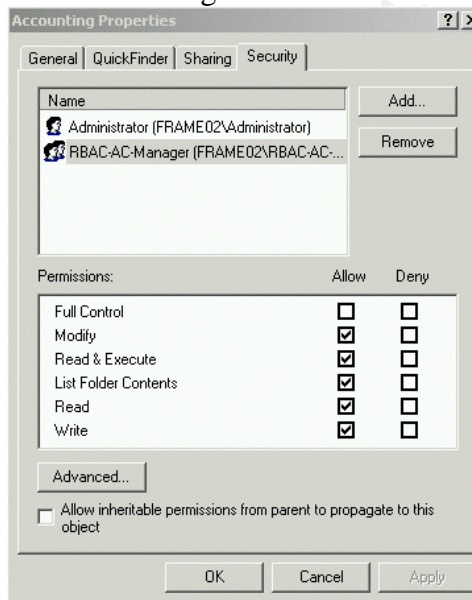 Accounting Properties
General QuickFinder Sharing Security
Name
Add...
Administrator (FRAME02\Administrator)
RBAC-AC-Manager (FRAME02\RBAC-AC-...
Remove
Permissions: Allow Deny
Full Control
Modify
Read & Execute
List Folder Contents
Read
Write
Advanced...
Allow inheritable permissions from parent to propagate to this
object
OK Cancel Apply